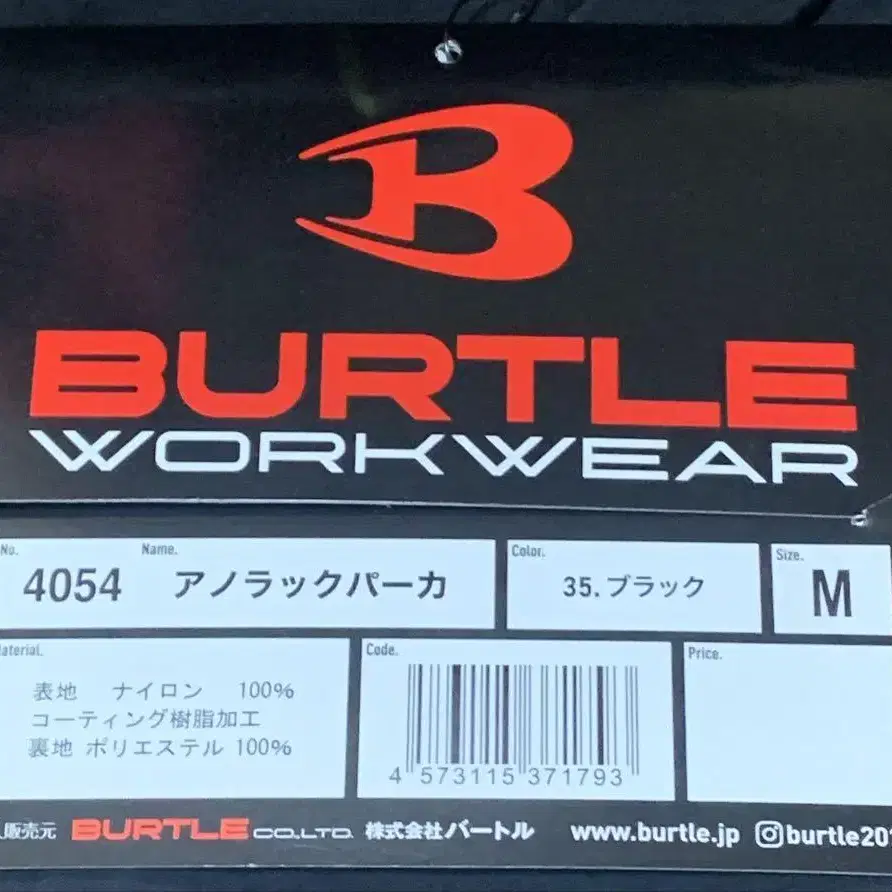 BURTLE
WORKWEAR
No. Name. Color. Size.
4054 アノラックパーカ 35.ブラック M
Material. Code. Price.
表地 ナイロン 100%
コーティング樹脂加工
裏地 ポリエステル 100%
4 573115 371793
販売元 BURTLE CO.,LTD. 株式会社バートル www.burtle.jp burtle201